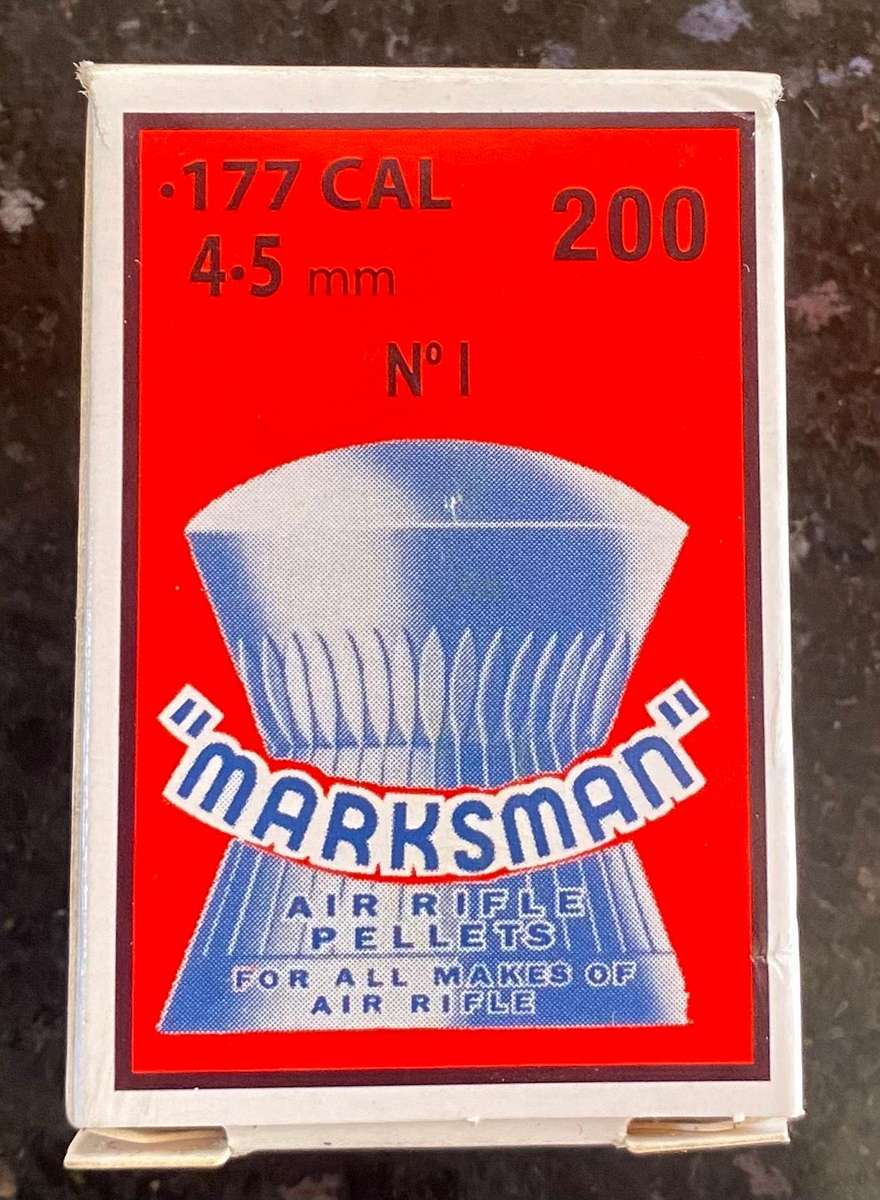 ·177 CAL
4·5 mm
200
Nº I
"MARKSMAN"
AIR RIFLE
PELLETS
FOR ALL MAKES OF
AIR RIFLE